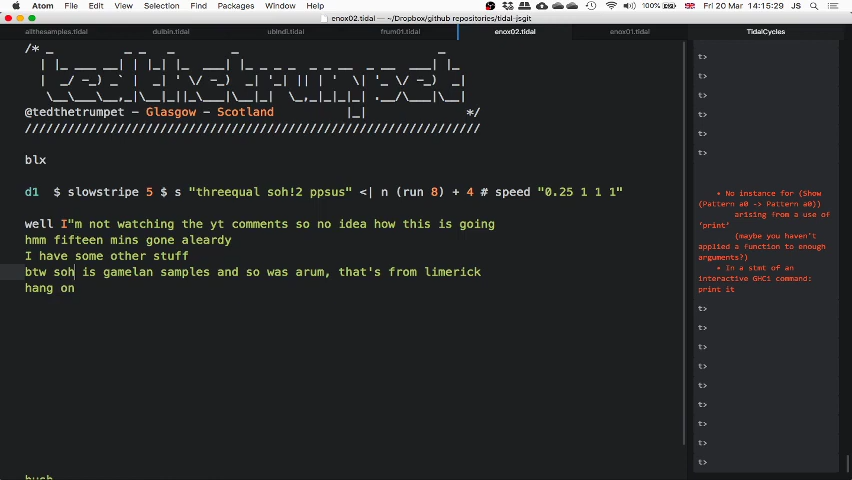 Atom File Edit View Selection Find Packages Window Help 100% Fri 20 Mar 14:15:29 JS
enox02.tidal — ~/Dropbox/github repositories/tidal-jsgit
allthesamples.tidal dulbin.tidal ubindi.tidal frum01.tidal enox02.tidal enox01.tidal TidalCycles
/*
tedthetrumpet
@tedthetrumpet – Glasgow – Scotland */
////////////////////////////////////////////////////////////////////////
blx
d1 $ slowstripe 5 $ s "threequal soh!2 ppsus" <| n (run 8) + 4 # speed "0.25 1 1 1"
well I"m not watching the yt comments so no idea how this is going
hmm fifteen mins gone aleardy
I have some other stuff
btw soh is gamelan samples and so was arum, that's from limerick
hang on
hush
t>
t>
t>
t>
t>
t>
• No instance for (Show
(Pattern a0 -> Pattern a0))
arising from a use of
‘print’
(maybe you haven't
applied a function to enough
arguments?)
• In a stmt of an
interactive GHCi command:
print it
t>
t>
t>
t>
t>
t>
t>
t>
t>